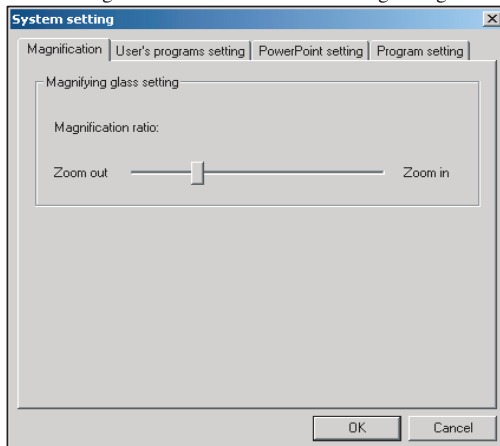 System setting
Magnification User's programs setting PowerPoint setting Program setting
Magnifying glass setting
Magnification ratio:
Zoom out Zoom in
OK Cancel